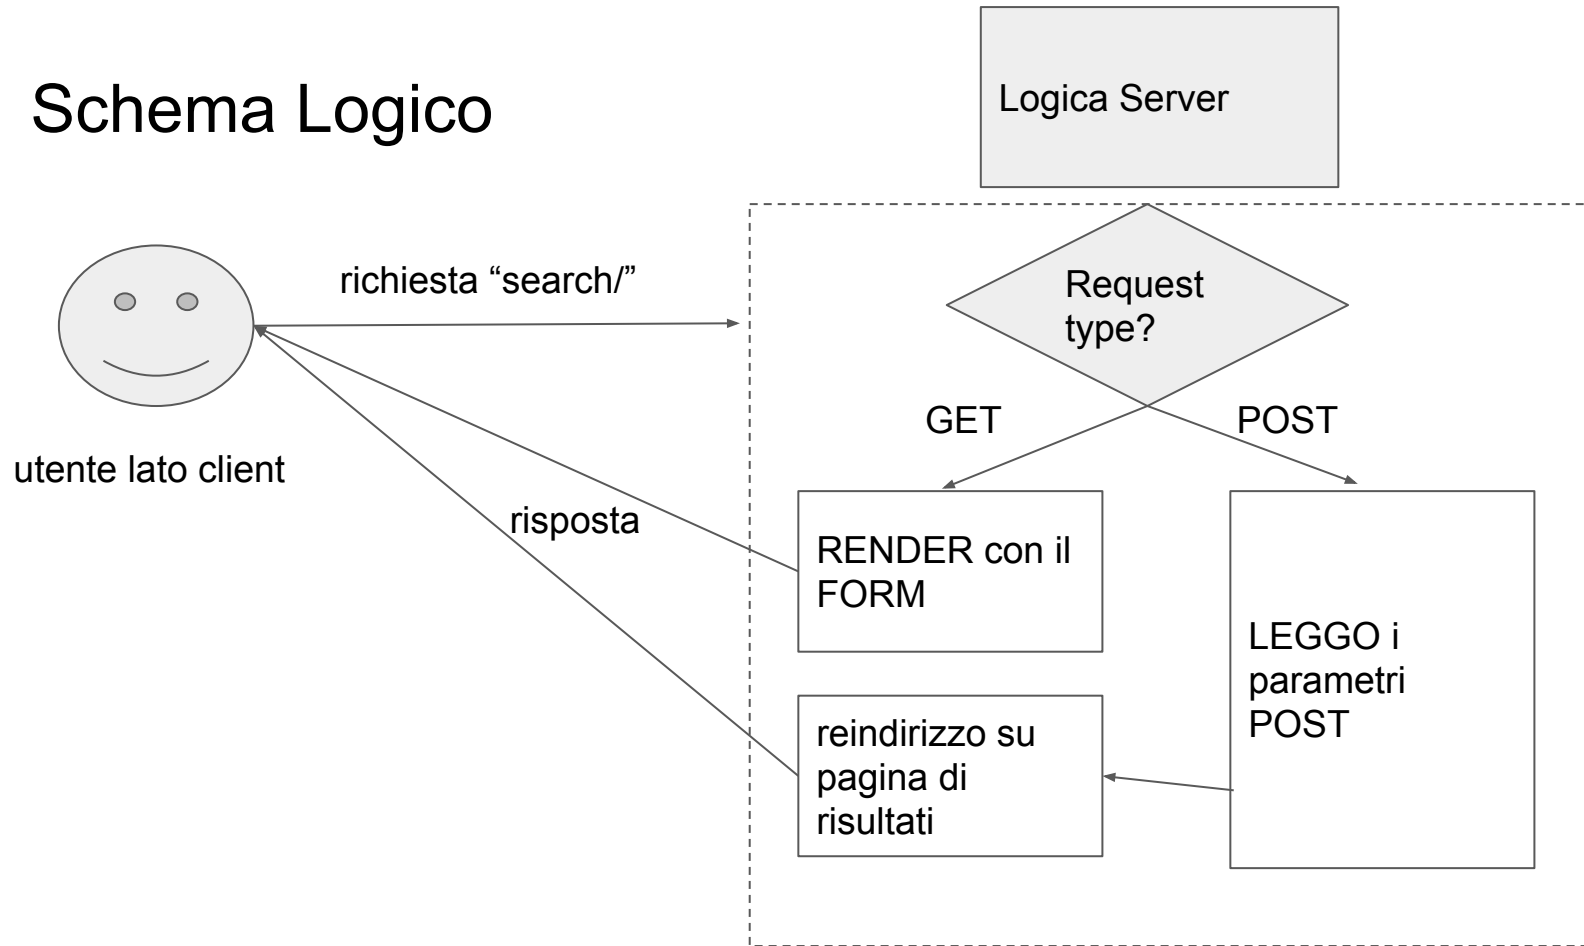 Schema Logico
Logica Server
richiesta “search/”
Request
type?
GET
POST
utente lato client
risposta
RENDER con il
FORM
LEGGO i
parametri
POST
reindirizzo su
pagina di
risultati